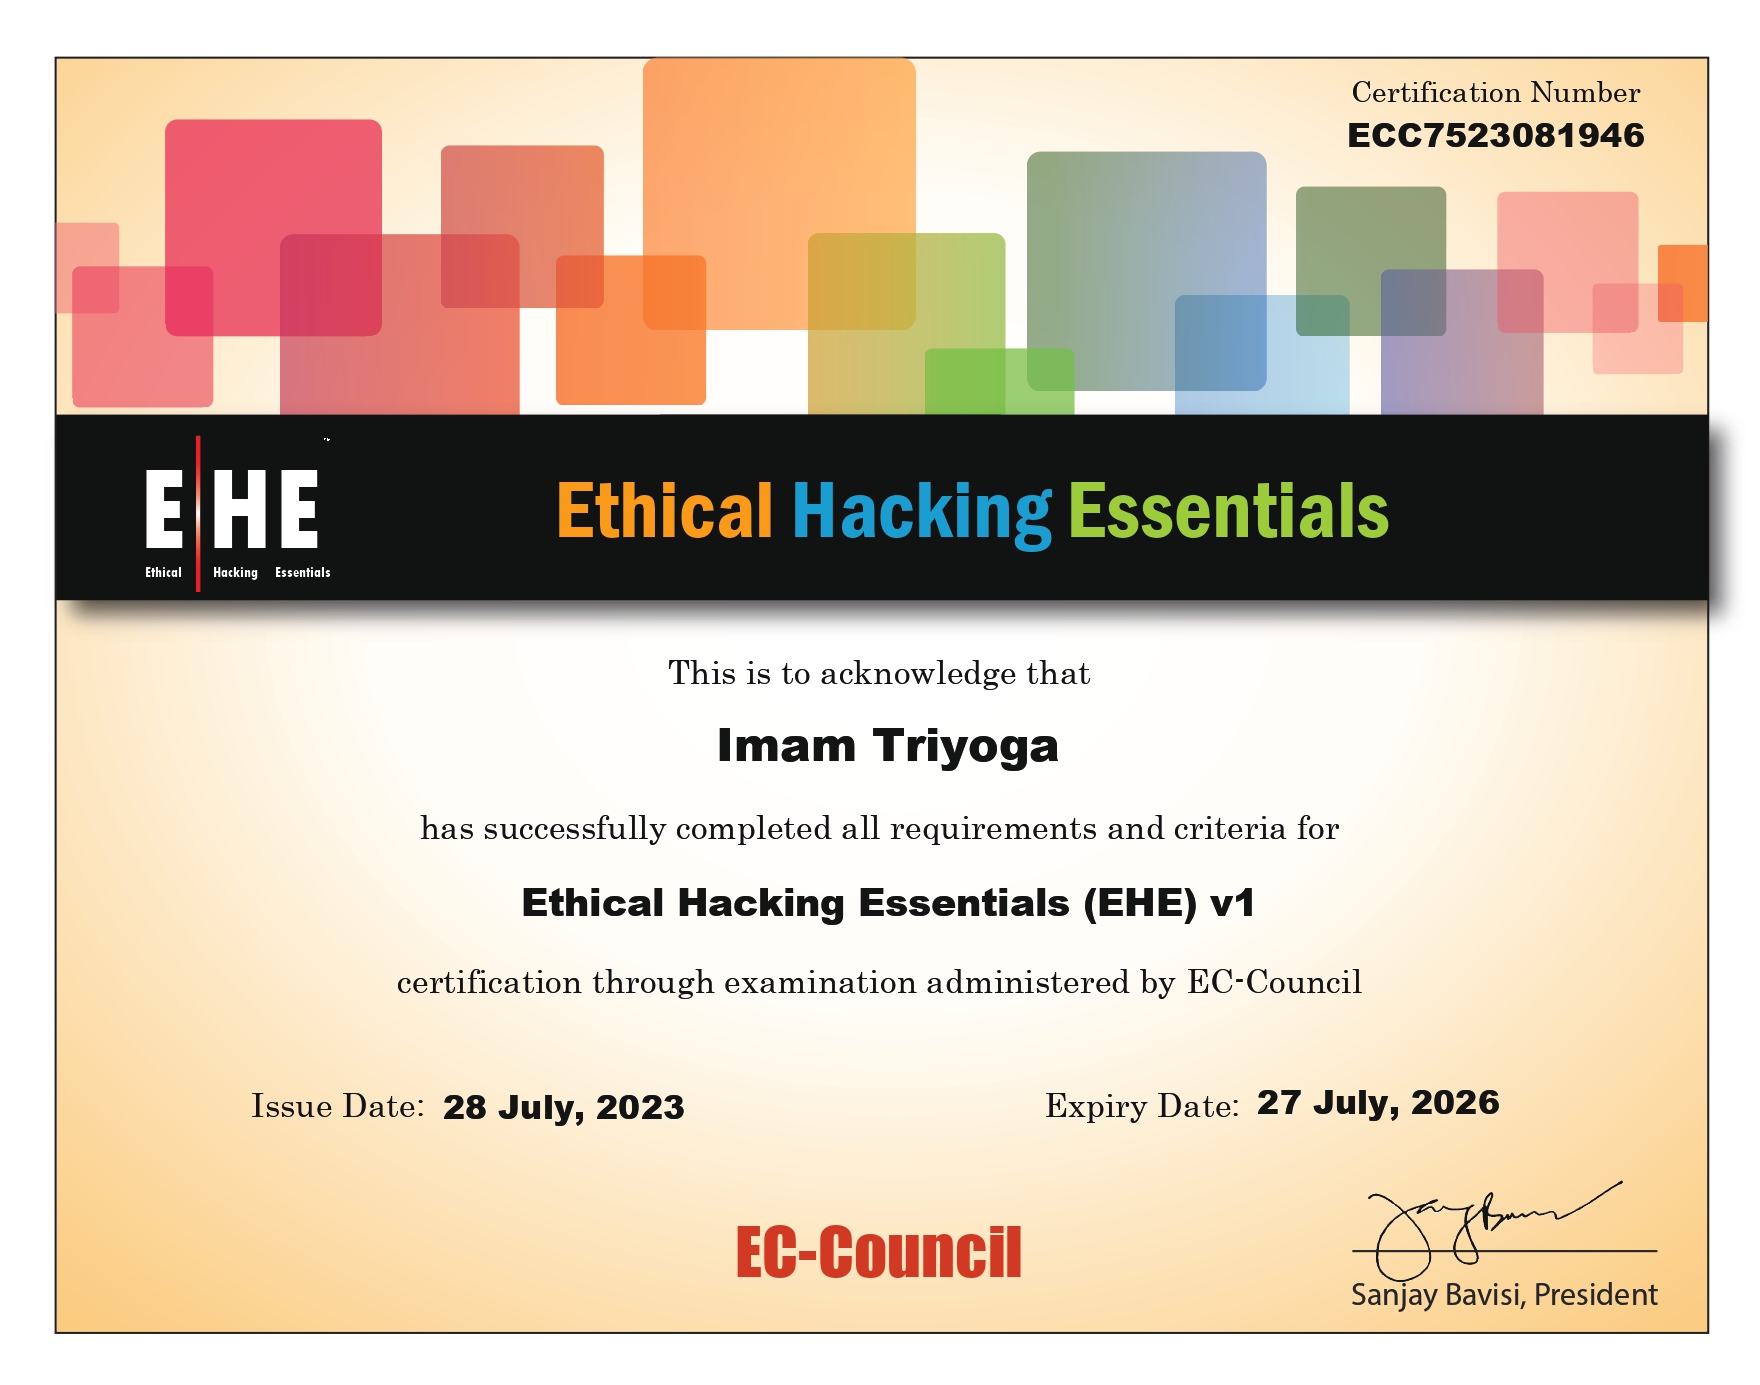 Certification Number
ECC7523081946
EHE
Ethical Hacking Essentials
Ethical Hacking Essentials
This is to acknowledge that
Imam Triyoga
has successfully completed all requirements and criteria for
Ethical Hacking Essentials (EHE) v1
certification through examination administered by EC-Council
Issue Date: 28 July, 2023
Expiry Date: 27 July, 2026
EC-Council
Sanjay Bavisi, President